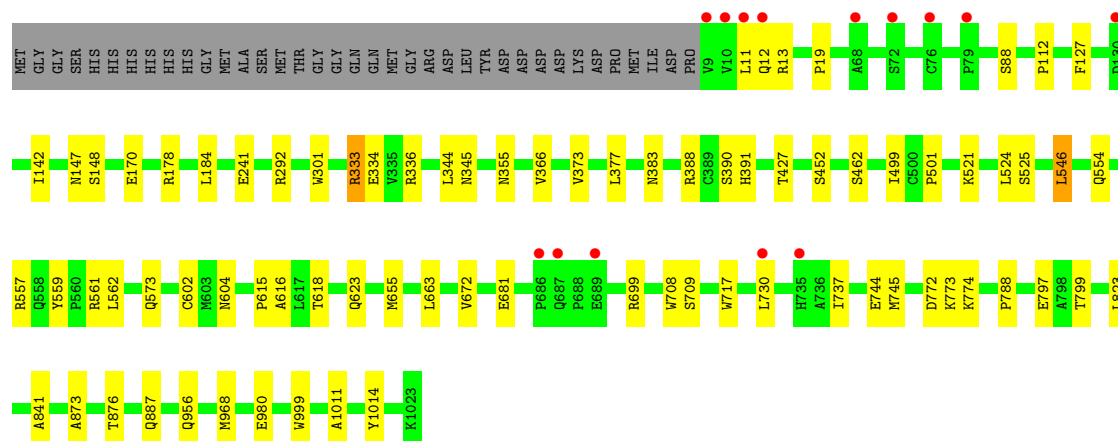 MET GLY GLY SER HIS HIS HIS HIS HIS HIS GLY MET ALA SER MET THR GLY GLY GLN GLN MET GLY ARG ASP LEU TYR ASP ASP ASP ASP LYS ASP PRO MET ILE ASP PRO V9 V10 L11 Q12 R13 P19 A68 S72 C76 P79 S88 P112 F127 D130
I142 N147 S148 E170 R178 L184 E241 R292 W301 R333 E334 V335 R336 L344 N345 N355 V366 V373 L377 N383 R388 C389 S390 H391 T427 S452 S462 I499 C500 P501 K521 L524 S525 L546 Q554
R557 Q558 Y559 P560 R561 L562 Q573 C602 M603 N604 P615 A616 L617 T618 Q623 M655 L663 V672 E681 P686 Q687 P688 E689 R699 W708 S709 W717 L730 H735 A736 I737 E744 M745 D772 K773 K774 P788 E797 A798 T799 L823
A841 A873 T876 Q887 Q956 M968 E980 W999 A1011 Y1014 K1023